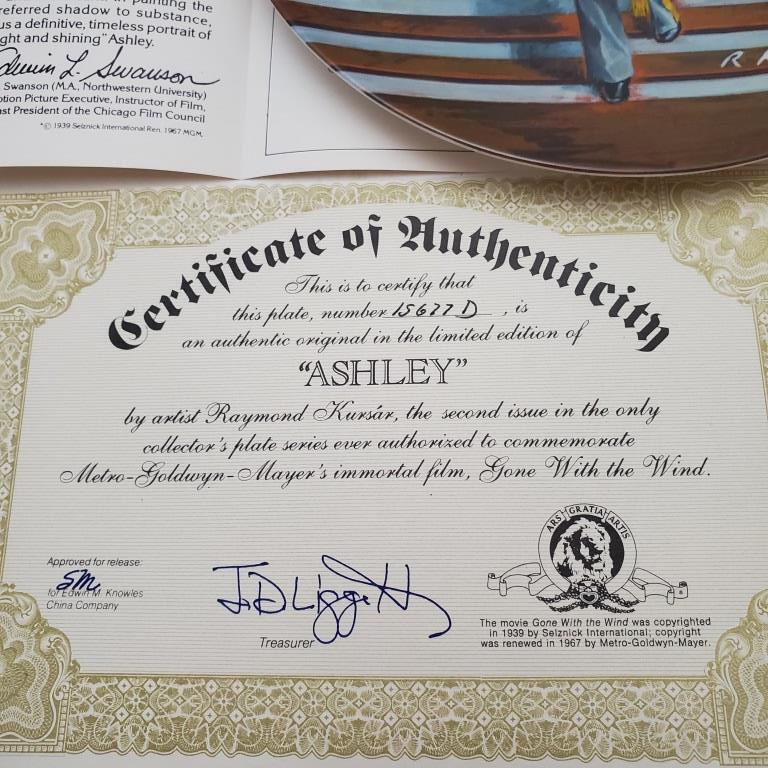 in painting the
referred shadow to substance,
us a definitive, timeless portrait of
ght and shining" Ashley.
Edwin L. Swanson
Swanson (M.A., Northwestern University)
otion Picture Executive, Instructor of Film,
ast President of the Chicago Film Council
*© 1939 Selznick International Ren. 1967 MGM.
R
Certificate of Authenticity
This is to certify that
this plate, number 15677 D , is
an authentic original in the limited edition of
"ASHLEY"
by artist Raymond Kursár, the second issue in the only
collector's plate series ever authorized to commemorate
Metro-Goldwyn-Mayer's immortal film, Gone With the Wind.
Approved for release:
SM
for Edwin M. Knowles
China Company
J.D Liggett
Treasurer
ARS GRATIA ARTIS
The movie Gone With the Wind was copyrighted
in 1939 by Selznick International; copyright
was renewed in 1967 by Metro-Goldwyn-Mayer.